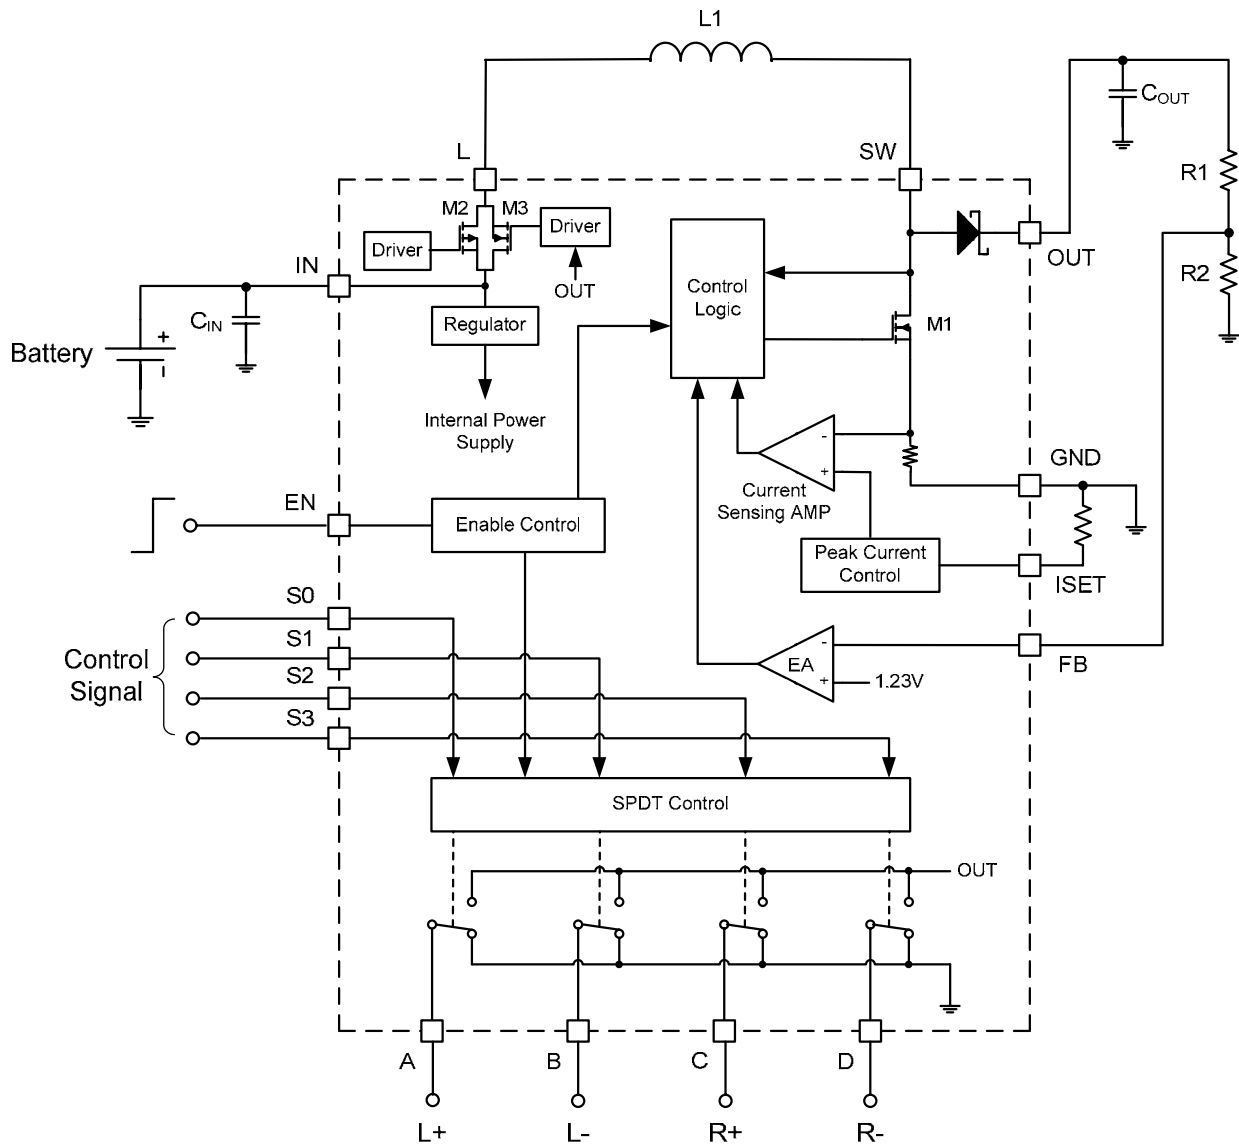 L1
L
SW
COUT
R1
M2
M3
Driver
Driver
OUT
IN
CIN
Regulator
Control
Logic
M1
OUT
R2
Battery
+
-
Internal Power
Supply
-
+
Current
Sensing AMP
GND
EN
Enable Control
Peak Current
Control
ISET
S0
S1
S2
S3
Control
Signal
-
EA
+
1.23V
FB
SPDT Control
OUT
A
B
C
D
L+
L-
R+
R-